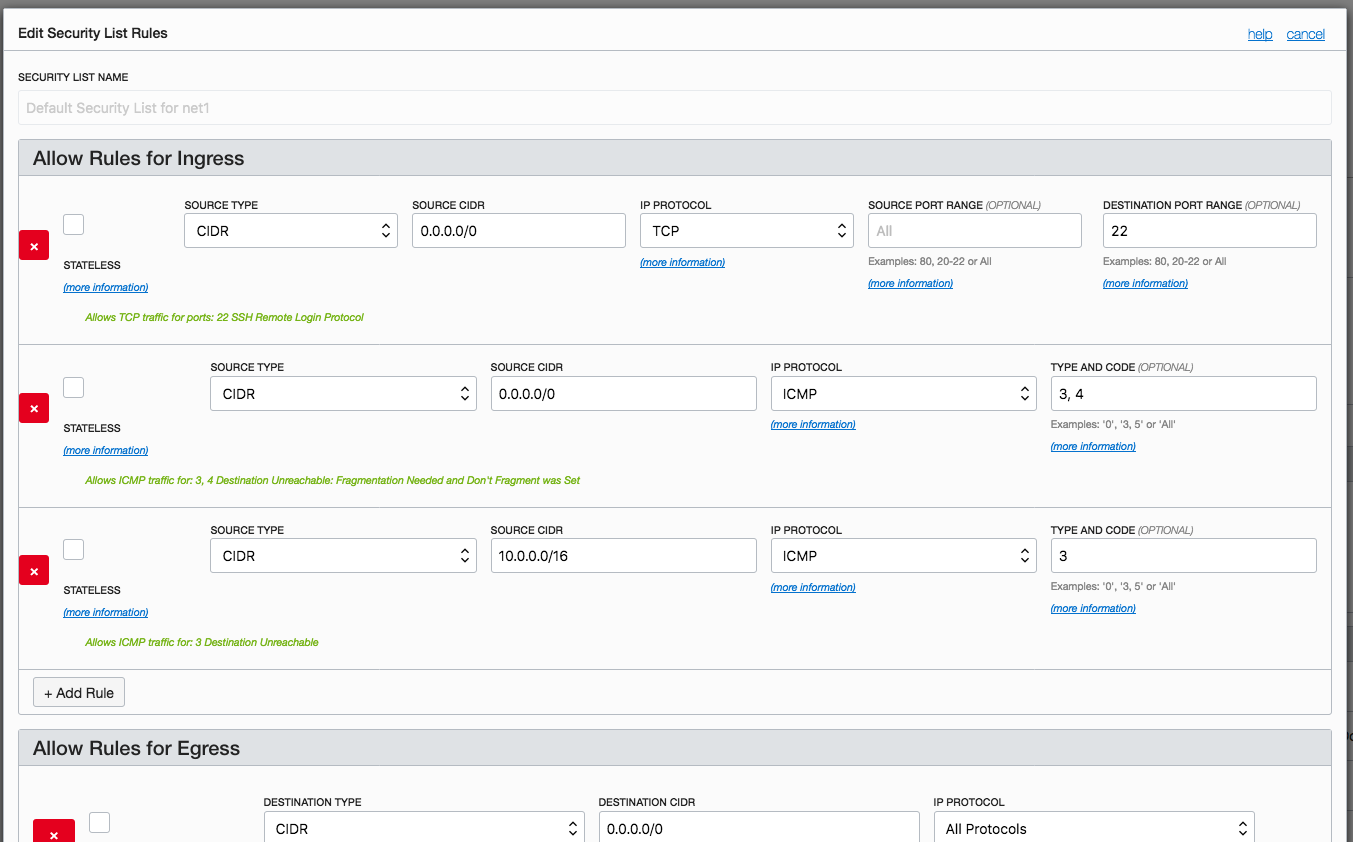 Edit Security List Rules
help cancel
SECURITY LIST NAME
Default Security List for net1
Allow Rules for Ingress
SOURCE TYPE SOURCE CIDR IP PROTOCOL SOURCE PORT RANGE (OPTIONAL) DESTINATION PORT RANGE (OPTIONAL)
× CIDR 0.0.0.0/0 TCP All 22
STATELESS (more information) Examples: 80, 20-22 or All Examples: 80, 20-22 or All
(more information) (more information) (more information)
Allows TCP traffic for ports: 22 SSH Remote Login Protocol
SOURCE TYPE SOURCE CIDR IP PROTOCOL TYPE AND CODE (OPTIONAL)
× CIDR 0.0.0.0/0 ICMP 3, 4
STATELESS (more information) Examples: '0', '3, 5' or 'All'
(more information) (more information)
Allows ICMP traffic for: 3, 4 Destination Unreachable: Fragmentation Needed and Don't Fragment was Set
SOURCE TYPE SOURCE CIDR IP PROTOCOL TYPE AND CODE (OPTIONAL)
× CIDR 10.0.0.0/16 ICMP 3
STATELESS (more information) Examples: '0', '3, 5' or 'All'
(more information) (more information)
Allows ICMP traffic for: 3 Destination Unreachable
+ Add Rule
Allow Rules for Egress
DESTINATION TYPE DESTINATION CIDR IP PROTOCOL
× CIDR 0.0.0.0/0 All Protocols